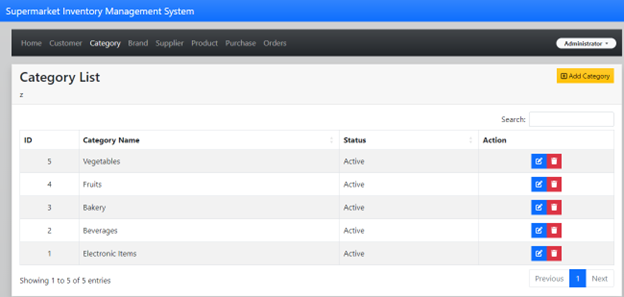 Supermarket Inventory Management System
Home Customer Category Brand Supplier Product Purchase Orders Administrator
Category List Add Category
z
Search:
ID Category Name Status Action
5 Vegetables Active
4 Fruits Active
3 Bakery Active
2 Beverages Active
1 Electronic Items Active
Showing 1 to 5 of 5 entries Previous 1 Next